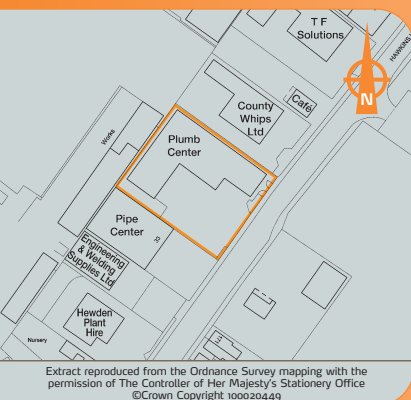 T F
Solutions
HAWKINS
N
County
Whips
Ltd
Café
Plumb
Center
Works
Pipe
Center
Engineering
& Welding
Supplies Ltd
Hewden
Plant
Hire
Nursery
Extract reproduced from the Ordnance Survey mapping with the
permission of The Controller of Her Majesty's Stationery Office
©Crown Copyright 100020449